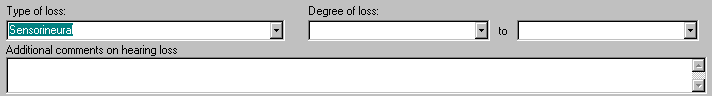 Type of loss: Degree of loss:
Sensorineural to
Additional comments on hearing loss